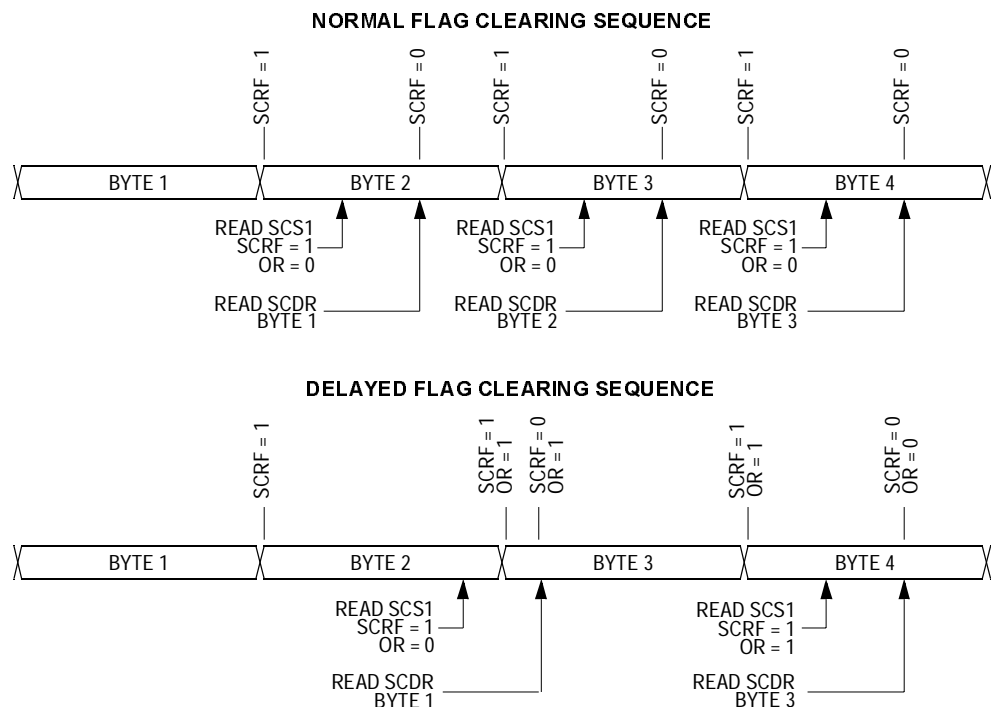 NORMAL FLAG CLEARING SEQUENCE
SCRF = 1
SCRF = 0
SCRF = 1
SCRF = 0
SCRF = 1
SCRF = 0
BYTE 1
BYTE 2
BYTE 3
BYTE 4
READ SCS1
SCRF = 1
OR = 0
READ SCS1
SCRF = 1
OR = 0
READ SCS1
SCRF = 1
OR = 0
READ SCDR
BYTE 1
READ SCDR
BYTE 2
READ SCDR
BYTE 3
DELAYED FLAG CLEARING SEQUENCE
SCRF = 1
SCRF = 1
OR = 1
SCRF = 0
OR = 1
SCRF = 1
OR = 1
SCRF = 0
OR = 0
BYTE 1
BYTE 2
BYTE 3
BYTE 4
READ SCS1
SCRF = 1
OR = 0
READ SCS1
SCRF = 1
OR = 1
READ SCDR
BYTE 1
READ SCDR
BYTE 3